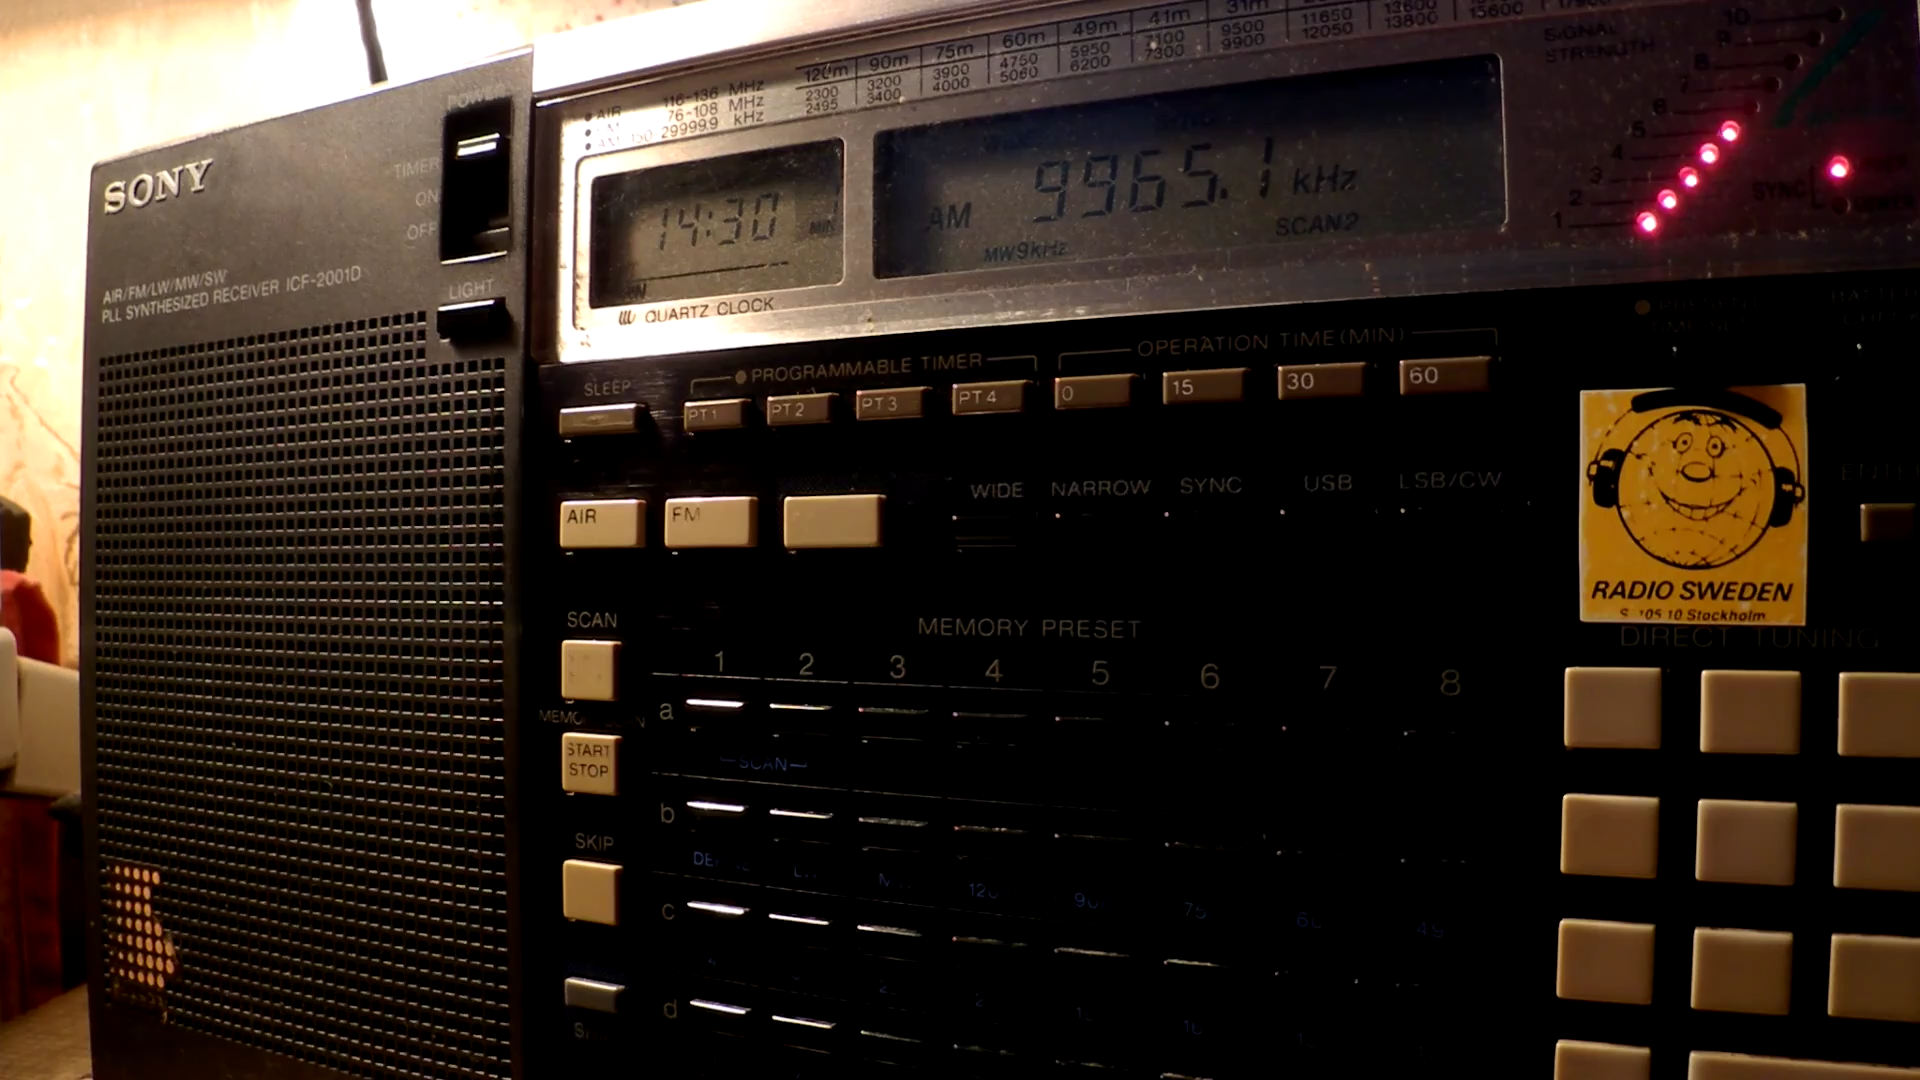 SONY
AIR/FM/LW/MW/SW
PLL SYNTHESIZED RECEIVER ICF-2001D
POWER
TIMER
ON
OFF
LIGHT
AIR 116-136 MHz
FM 76-108 MHz
AM 150-29999.9 kHz
120m 90m 75m 60m 49m 41m 31m
2300 3200 3900 4750 5950 7100 9500 11650 13600
2495 3400 4000 5060 6200 7300 9900 12050 13800 15600
14:30
QUARTZ CLOCK
AM 9965.1 kHz
MW9kHz SCAN2
SIGNAL
STRENGTH
10
9
8
7
6
5
4
3
2
1
SYNC
SLEEP
PROGRAMMABLE TIMER
PT1 PT2 PT3 PT4
OPERATION TIME (MIN)
0 15 30 60
AIR FM
WIDE NARROW SYNC USB LSB/CW
RADIO SWEDEN
S-105 10 Stockholm
DIRECT TUNING
SCAN
START
STOP
SKIP
MEMORY PRESET
1 2 3 4 5 6 7 8
a
SCAN
b
c
d